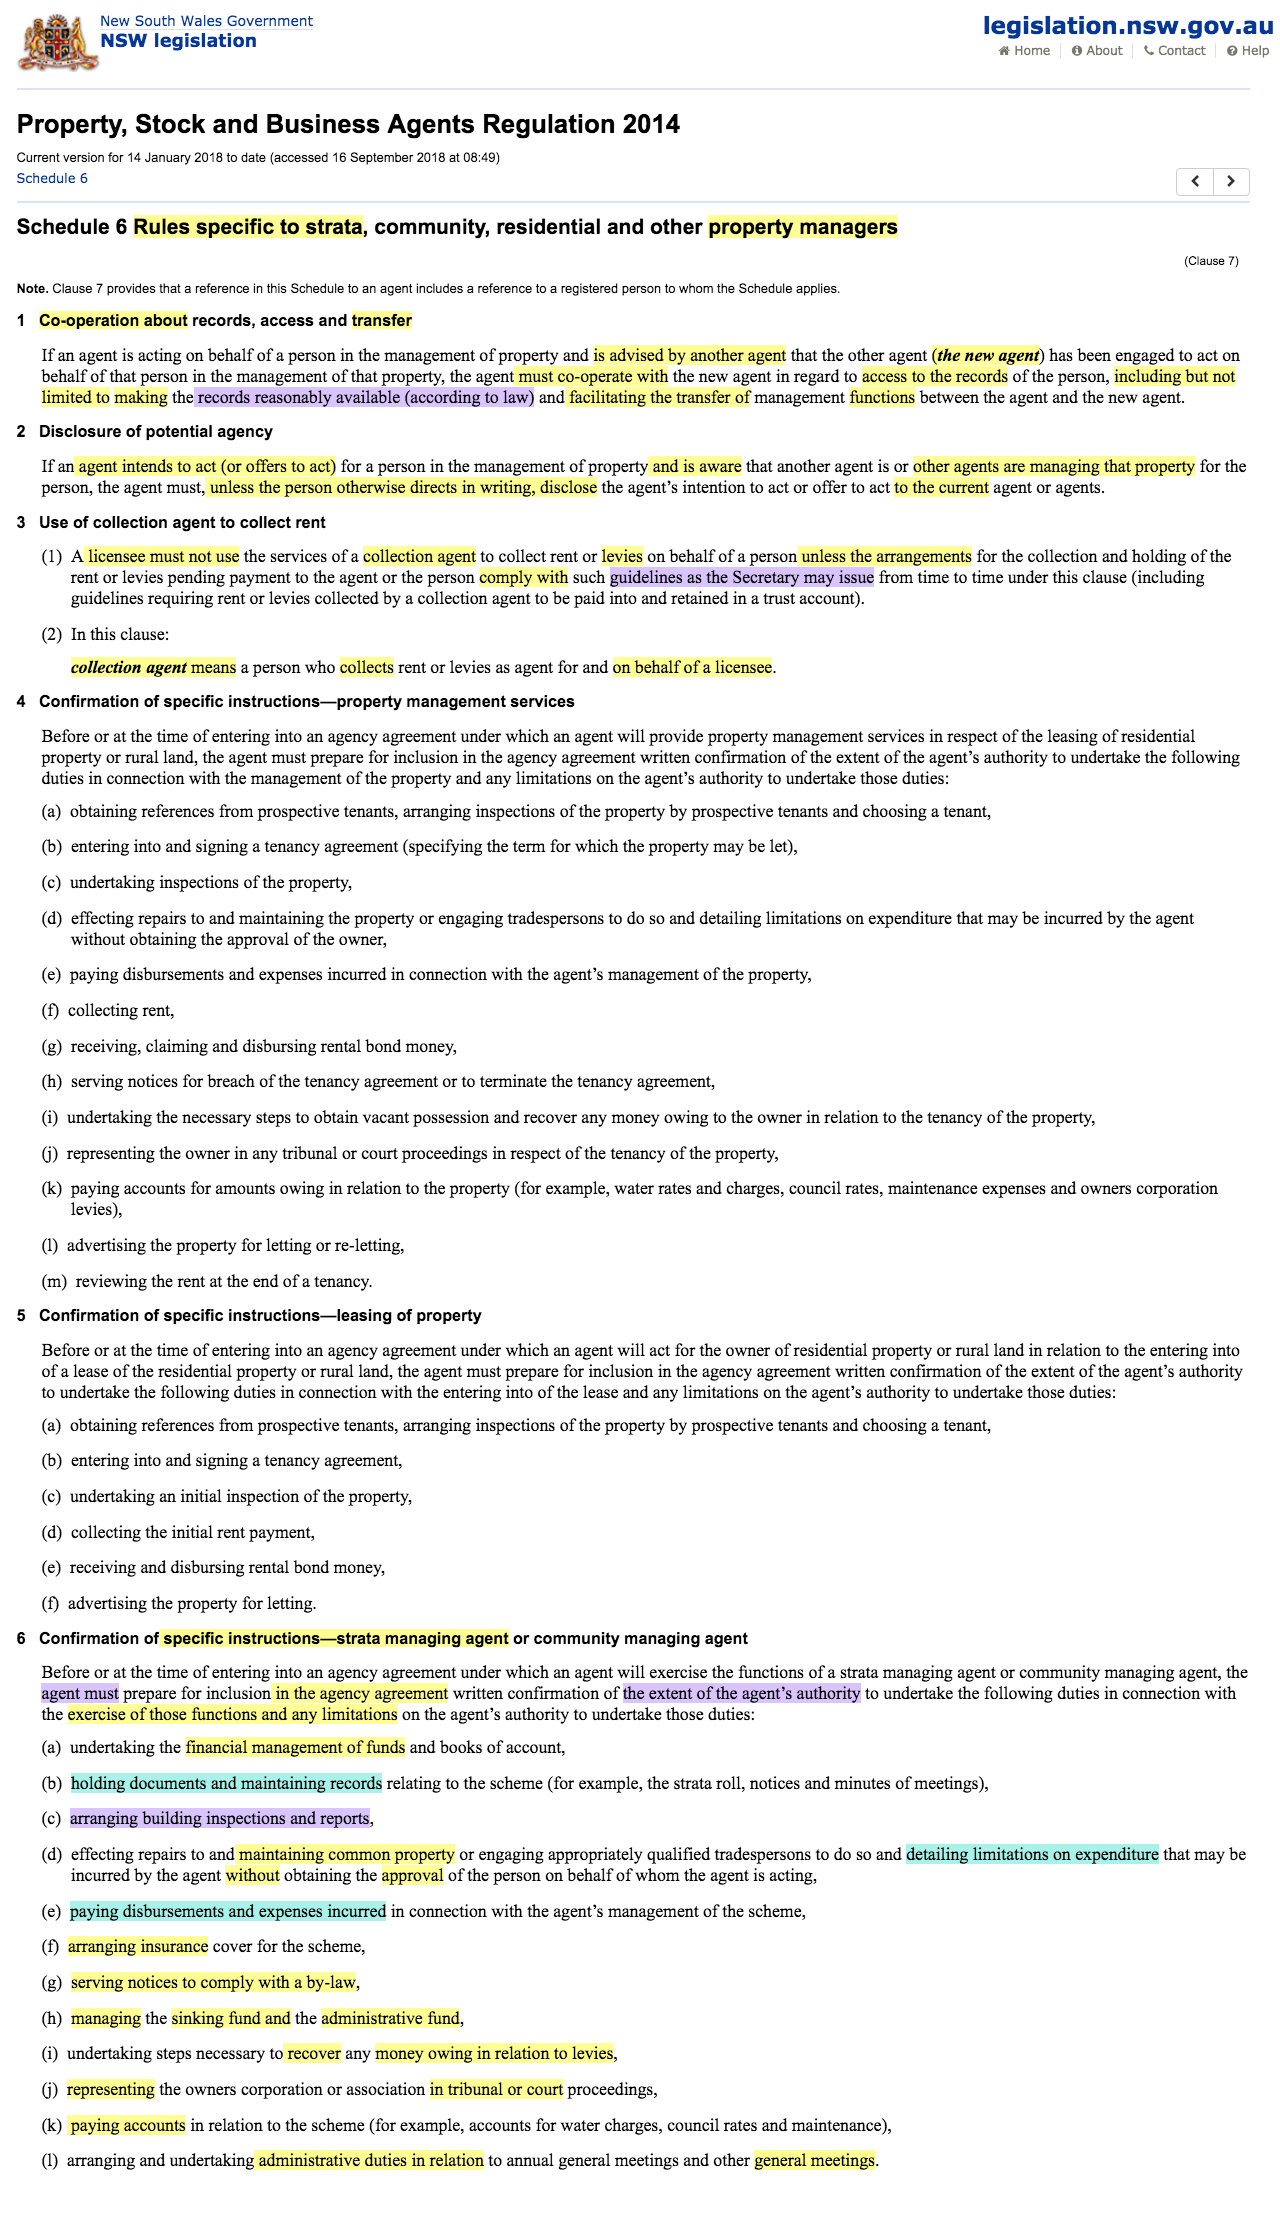 New South Wales Government
NSW legislation
legislation.nsw.gov.au
Home About Contact Help
Property, Stock and Business Agents Regulation 2014
Current version for 14 January 2018 to date (accessed 16 September 2018 at 08:49)
Schedule 6
Schedule 6 Rules specific to strata, community, residential and other property managers
(Clause 7)
Note. Clause 7 provides that a reference in this Schedule to an agent includes a reference to a registered person to whom the Schedule applies.
1 Co-operation about records, access and transfer
If an agent is acting on behalf of a person in the management of property and is advised by another agent that the other agent (the new agent) has been engaged to act on
behalf of that person in the management of that property, the agent must co-operate with the new agent in regard to access to the records of the person, including but not
limited to making the records reasonably available (according to law) and facilitating the transfer of management functions between the agent and the new agent.
2 Disclosure of potential agency
If an agent intends to act (or offers to act) for a person in the management of property and is aware that another agent is or other agents are managing that property for the
person, the agent must, unless the person otherwise directs in writing, disclose the agent’s intention to act or offer to act to the current agent or agents.
3 Use of collection agent to collect rent
(1) A licensee must not use the services of a collection agent to collect rent or levies on behalf of a person unless the arrangements for the collection and holding of the
rent or levies pending payment to the agent or the person comply with such guidelines as the Secretary may issue from time to time under this clause (including
guidelines requiring rent or levies collected by a collection agent to be paid into and retained in a trust account).
(2) In this clause:
collection agent means a person who collects rent or levies as agent for and on behalf of a licensee.
4 Confirmation of specific instructions—property management services
Before or at the time of entering into an agency agreement under which an agent will provide property management services in respect of the leasing of residential
property or rural land, the agent must prepare for inclusion in the agency agreement written confirmation of the extent of the agent’s authority to undertake the following
duties in connection with the management of the property and any limitations on the agent’s authority to undertake those duties:
(a) obtaining references from prospective tenants, arranging inspections of the property by prospective tenants and choosing a tenant,
(b) entering into and signing a tenancy agreement (specifying the term for which the property may be let),
(c) undertaking inspections of the property,
(d) effecting repairs to and maintaining the property or engaging tradespersons to do so and detailing limitations on expenditure that may be incurred by the agent
without obtaining the approval of the owner,
(e) paying disbursements and expenses incurred in connection with the agent’s management of the property,
(f) collecting rent,
(g) receiving, claiming and disbursing rental bond money,
(h) serving notices for breach of the tenancy agreement or to terminate the tenancy agreement,
(i) undertaking the necessary steps to obtain vacant possession and recover any money owing to the owner in relation to the tenancy of the property,
(j) representing the owner in any tribunal or court proceedings in respect of the tenancy of the property,
(k) paying accounts for amounts owing in relation to the property (for example, water rates and charges, council rates, maintenance expenses and owners corporation
levies),
(l) advertising the property for letting or re-letting,
(m) reviewing the rent at the end of a tenancy.
5 Confirmation of specific instructions—leasing of property
Before or at the time of entering into an agency agreement under which an agent will act for the owner of residential property or rural land in relation to the entering into
of a lease of the residential property or rural land, the agent must prepare for inclusion in the agency agreement written confirmation of the extent of the agent’s authority
to undertake the following duties in connection with the entering into of the lease and any limitations on the agent’s authority to undertake those duties:
(a) obtaining references from prospective tenants, arranging inspections of the property by prospective tenants and choosing a tenant,
(b) entering into and signing a tenancy agreement,
(c) undertaking an initial inspection of the property,
(d) collecting the initial rent payment,
(e) receiving and disbursing rental bond money,
(f) advertising the property for letting.
6 Confirmation of specific instructions—strata managing agent or community managing agent
Before or at the time of entering into an agency agreement under which an agent will exercise the functions of a strata managing agent or community managing agent, the
agent must prepare for inclusion in the agency agreement written confirmation of the extent of the agent’s authority to undertake the following duties in connection with
the exercise of those functions and any limitations on the agent’s authority to undertake those duties:
(a) undertaking the financial management of funds and books of account,
(b) holding documents and maintaining records relating to the scheme (for example, the strata roll, notices and minutes of meetings),
(c) arranging building inspections and reports,
(d) effecting repairs to and maintaining common property or engaging appropriately qualified tradespersons to do so and detailing limitations on expenditure that may be
incurred by the agent without obtaining the approval of the person on behalf of whom the agent is acting,
(e) paying disbursements and expenses incurred in connection with the agent’s management of the scheme,
(f) arranging insurance cover for the scheme,
(g) serving notices to comply with a by-law,
(h) managing the sinking fund and the administrative fund,
(i) undertaking steps necessary to recover any money owing in relation to levies,
(j) representing the owners corporation or association in tribunal or court proceedings,
(k) paying accounts in relation to the scheme (for example, accounts for water charges, council rates and maintenance),
(l) arranging and undertaking administrative duties in relation to annual general meetings and other general meetings.